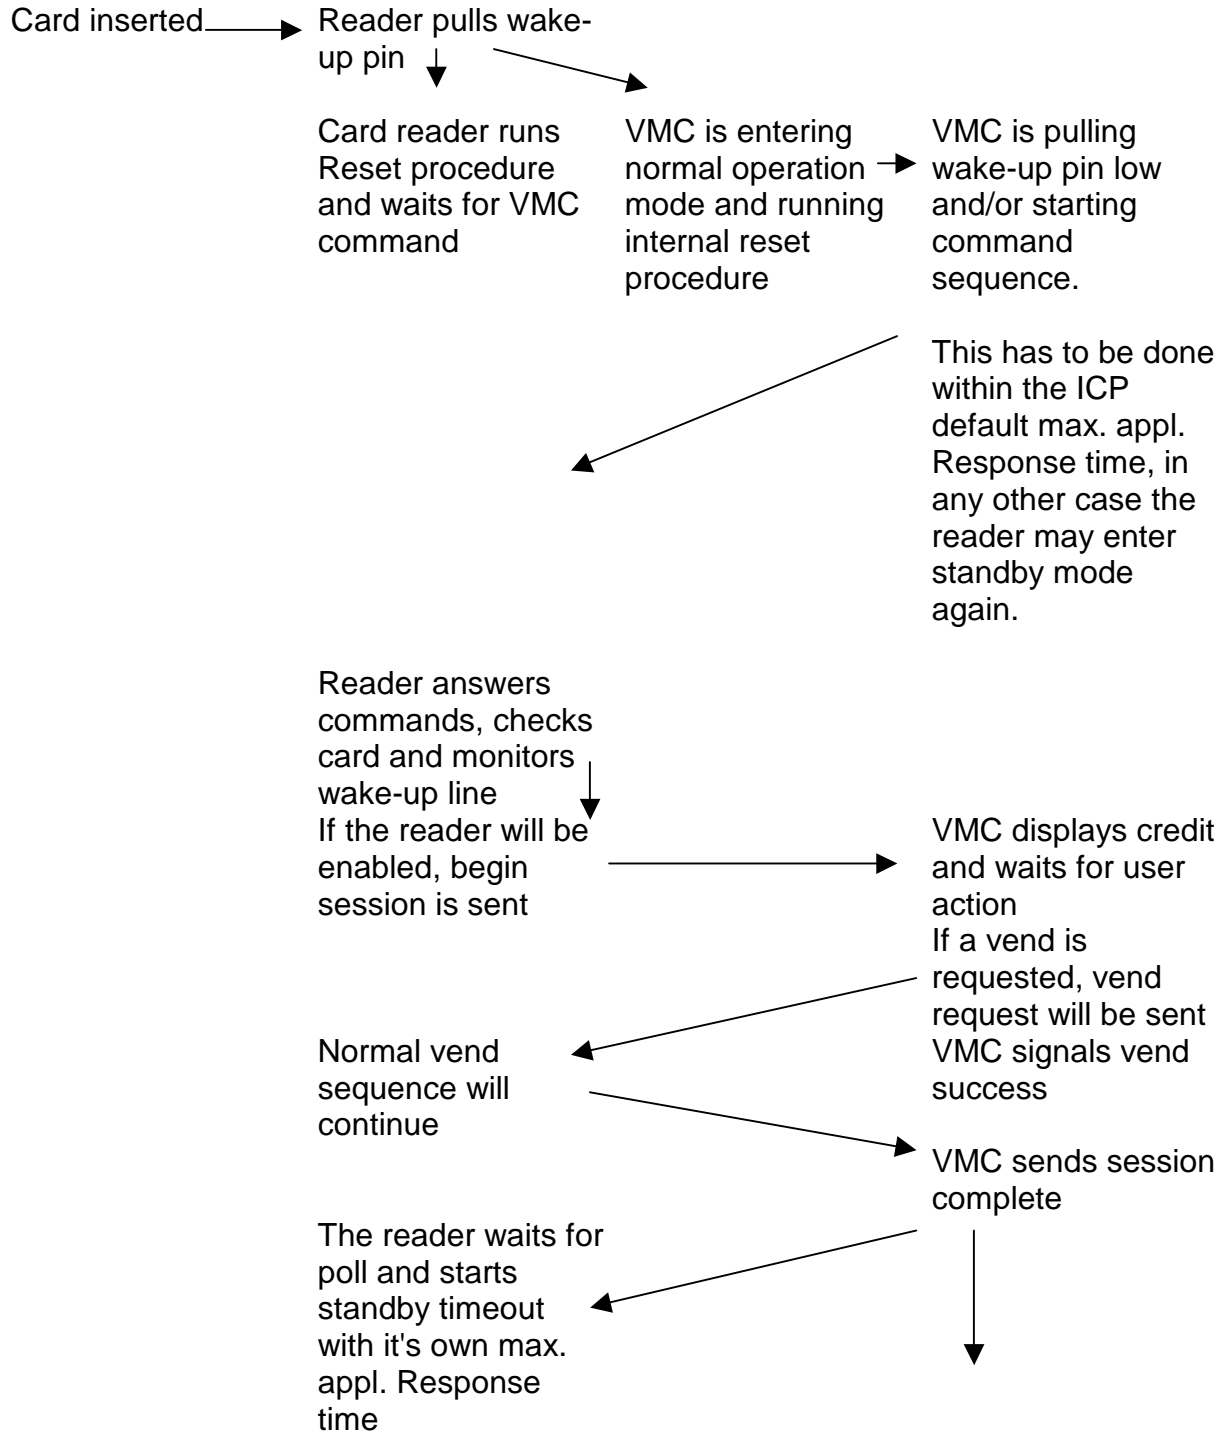 Card inserted
Reader pulls wake-
up pin
Card reader runs
Reset procedure
and waits for VMC
command
VMC is entering
normal operation
mode and running
internal reset
procedure
VMC is pulling
wake-up pin low
and/or starting
command
sequence.
This has to be done
within the ICP
default max. appl.
Response time, in
any other case the
reader may enter
standby mode
again.
Reader answers
commands, checks
card and monitors
wake-up line
If the reader will be
enabled, begin
session is sent
VMC displays credit
and waits for user
action
If a vend is
requested, vend
request will be sent
Normal vend
sequence will
continue
VMC signals vend
success
VMC sends session
complete
The reader waits for
poll and starts
standby timeout
with it's own max.
appl. Response
time